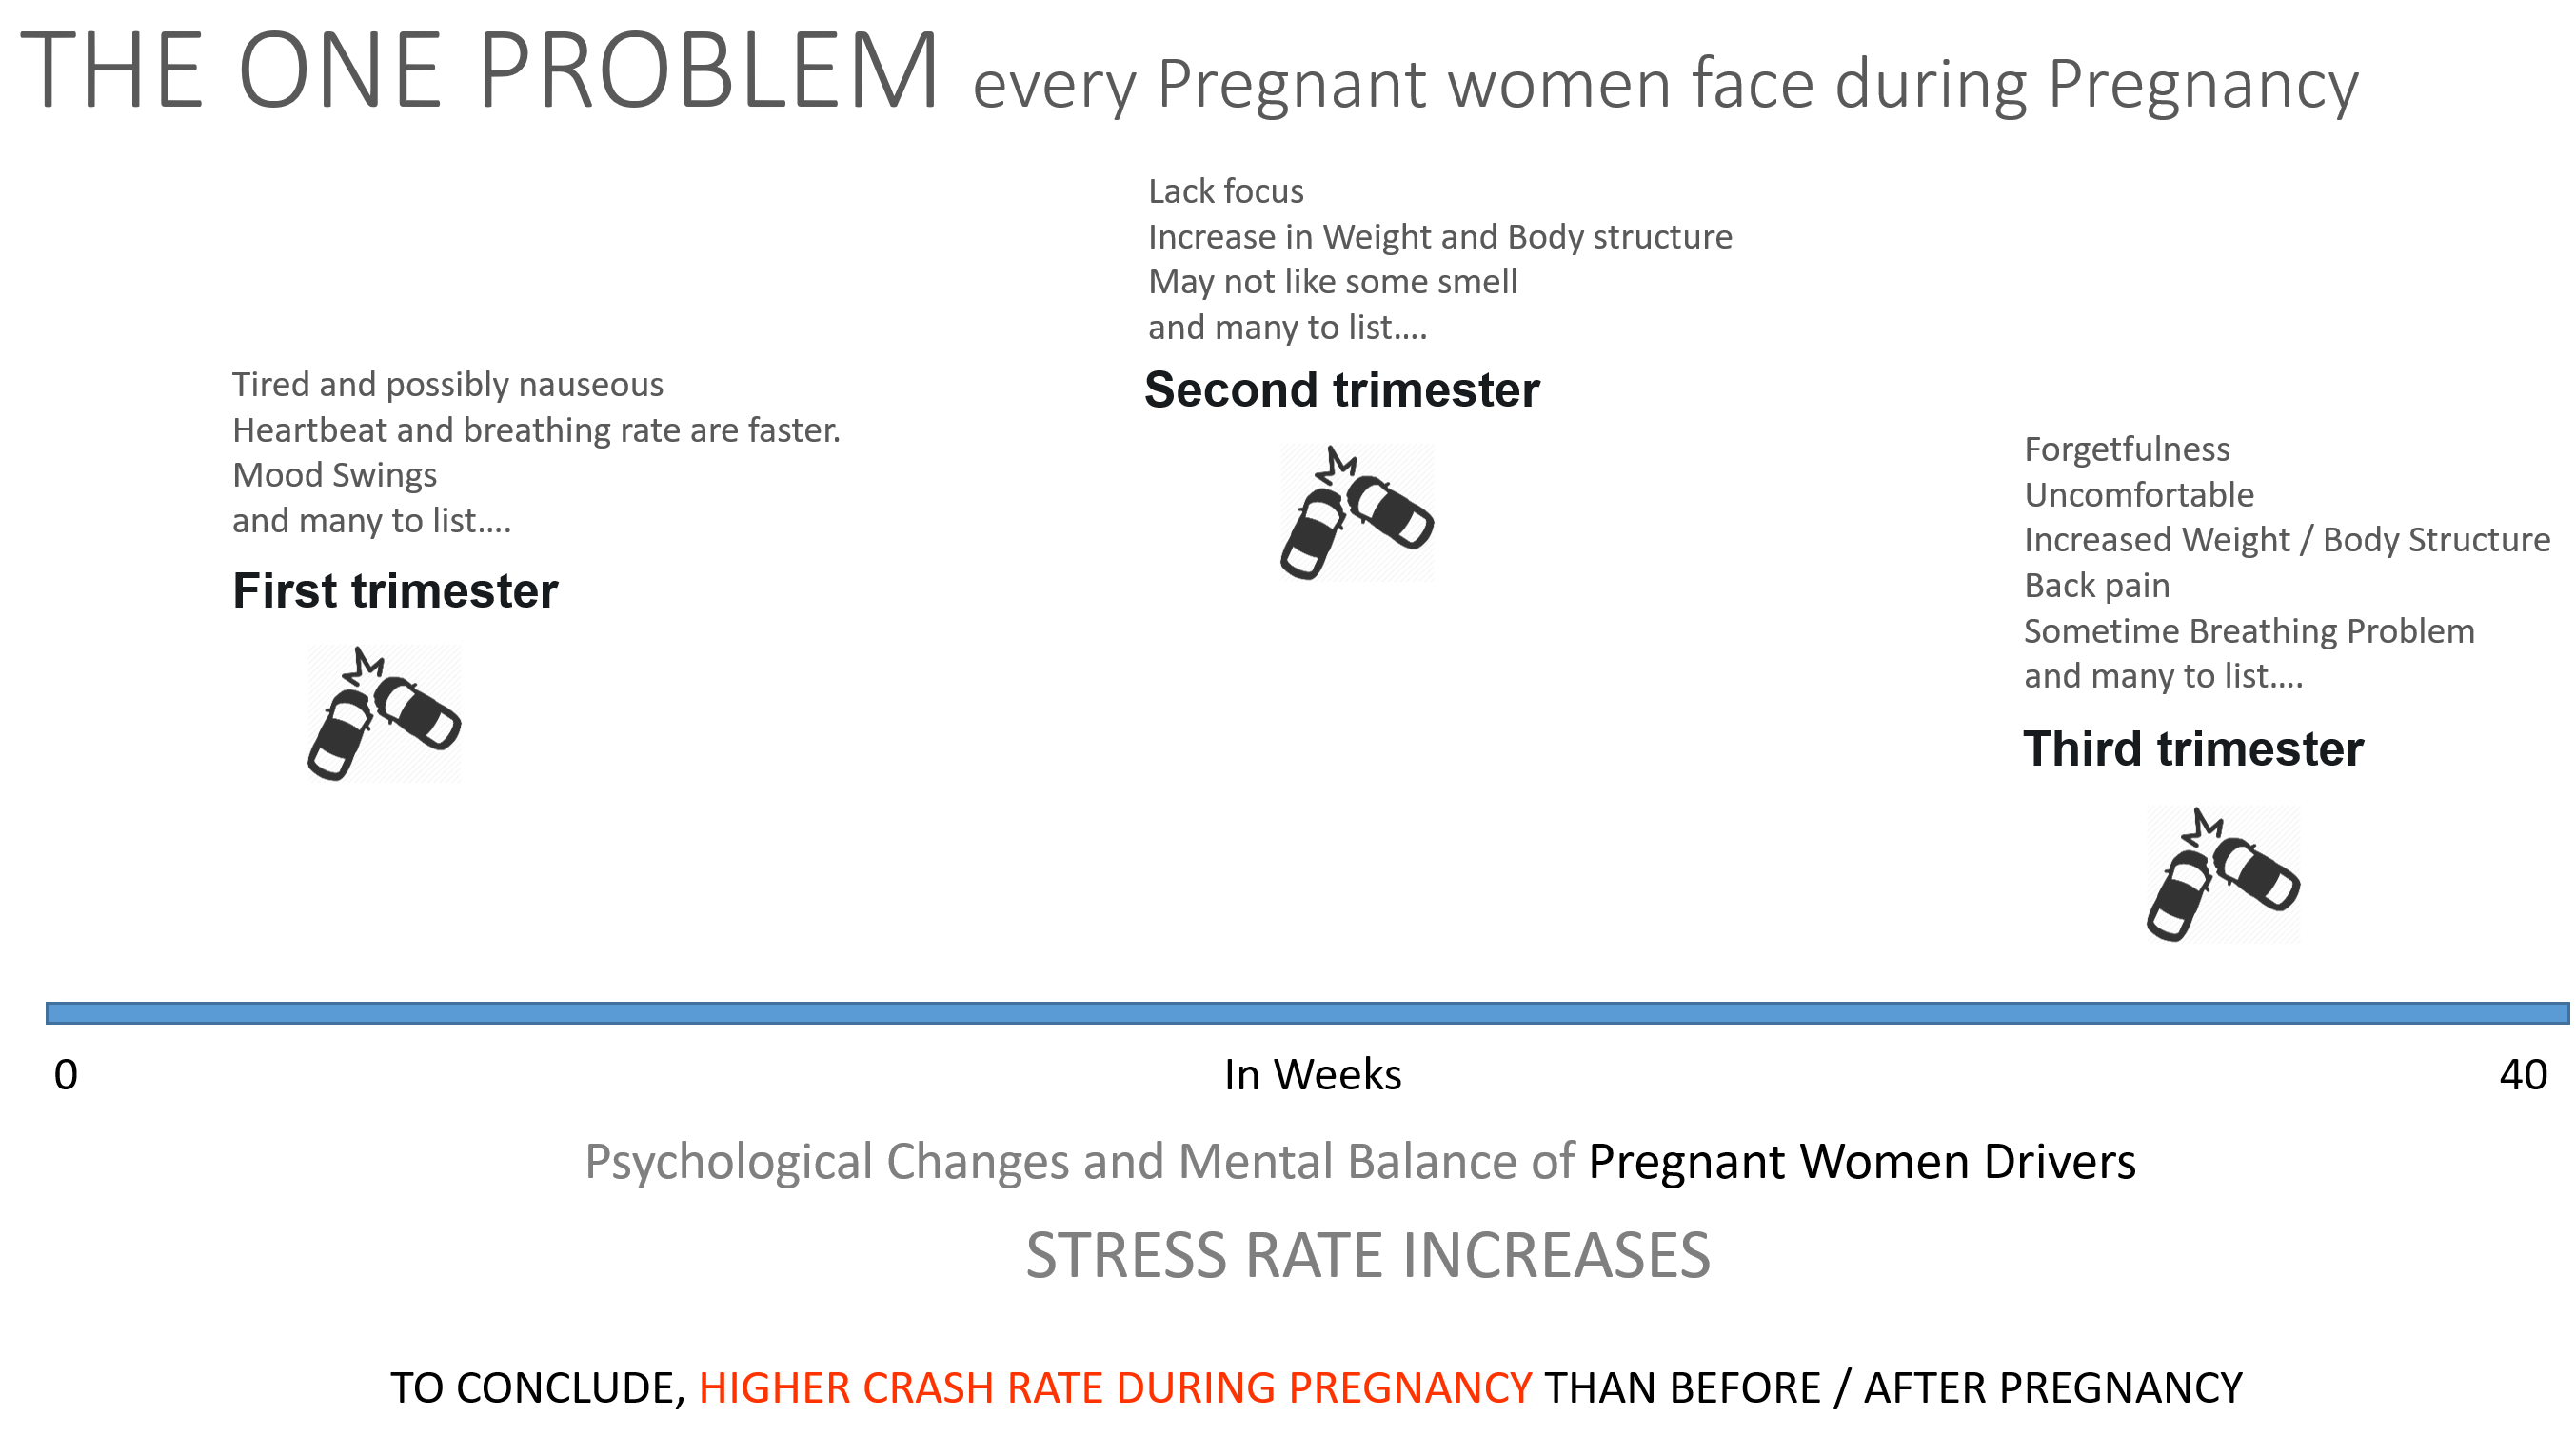 THE ONE PROBLEM every Pregnant women face during Pregnancy
Tired and possibly nauseous
Heartbeat and breathing rate are faster.
Mood Swings
and many to list....
First trimester
Lack focus
Increase in Weight and Body structure
May not like some smell
and many to list....
Second trimester
Forgetfulness
Uncomfortable
Increased Weight / Body Structure
Back pain
Sometime Breathing Problem
and many to list....
Third trimester
0
In Weeks
40
Psychological Changes and Mental Balance of Pregnant Women Drivers
STRESS RATE INCREASES
TO CONCLUDE, HIGHER CRASH RATE DURING PREGNANCY THAN BEFORE / AFTER PREGNANCY